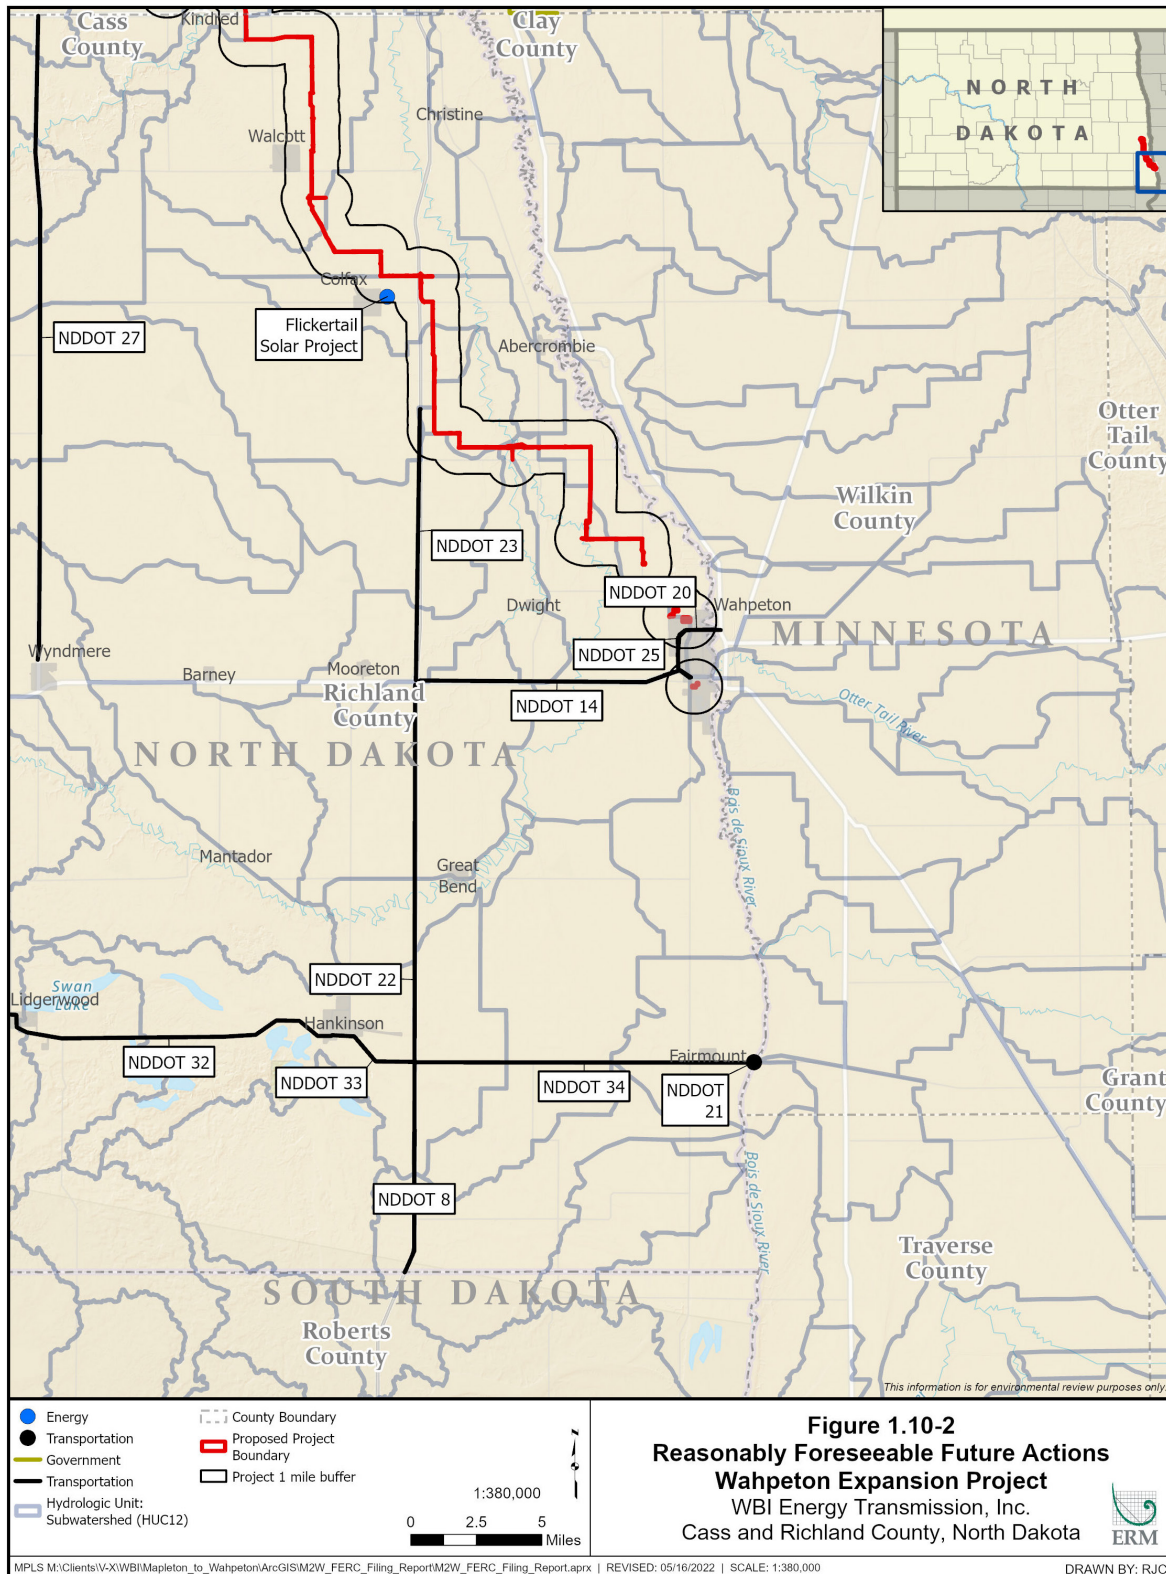 Cass
County
Kindred
Clay
County
NORTH
DAKOTA
Christine
Walcott
Colfax
Flickertail
Solar Project
NDDOT 27
Abercrombie
Otter
Tail
County
Wilkin
County
NDDOT 23
NDDOT 20
Dwight
Wahpeton
MINNESOTA
NDDOT 25
Wyndmere
Barney
Mooreton
Richland
County
NDDOT 14
Otter Tail River
NORTH DAKOTA
Bois de Sioux River
Mantador
Great
Bend
NDDOT 22
Swan
Lake
Lidgerwood
Hankinson
NDDOT 32
NDDOT 33
NDDOT 34
Fairmount
NDDOT
21
Grant
County
Bois de Sioux River
NDDOT 8
Traverse
County
SOUTH DAKOTA
Roberts
County
This information is for environmental review purposes only.
Energy
Transportation
Government
Transportation
Hydrologic Unit:
Subwatershed (HUC12)
County Boundary
Proposed Project
Boundary
Project 1 mile buffer
N
1:380,000
0 2.5 5
Miles
Figure 1.10-2
Reasonably Foreseeable Future Actions
Wahpeton Expansion Project
WBI Energy Transmission, Inc.
Cass and Richland County, North Dakota
ERM
MPLS M:\Clients\V-X\WBI\Mapleton_to_Wahpeton\ArcGIS\M2W_FERC_Filing_Report\M2W_FERC_Filing_Report.aprx | REVISED: 05/16/2022 | SCALE: 1:380,000
DRAWN BY: RJC